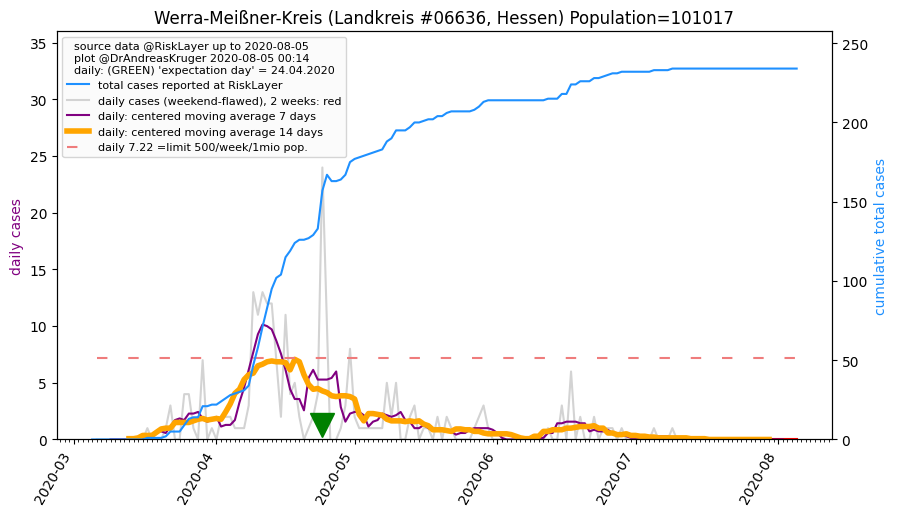 Werra-Meißner-Kreis (Landkreis #06636, Hessen) Population=101017
source data @RiskLayer up to 2020-08-05
plot @DrAndreasKruger 2020-08-05 00:14
daily: (GREEN) 'expectation day' = 24.04.2020
total cases reported at RiskLayer
daily cases (weekend-flawed), 2 weeks: red
daily: centered moving average 7 days
daily: centered moving average 14 days
daily 7.22 =limit 500/week/1mio pop.
daily cases
35
30
25
20
15
10
5
0
cumulative total cases
250
200
150
100
50
0
2020-03
2020-04
2020-05
2020-06
2020-07
2020-08